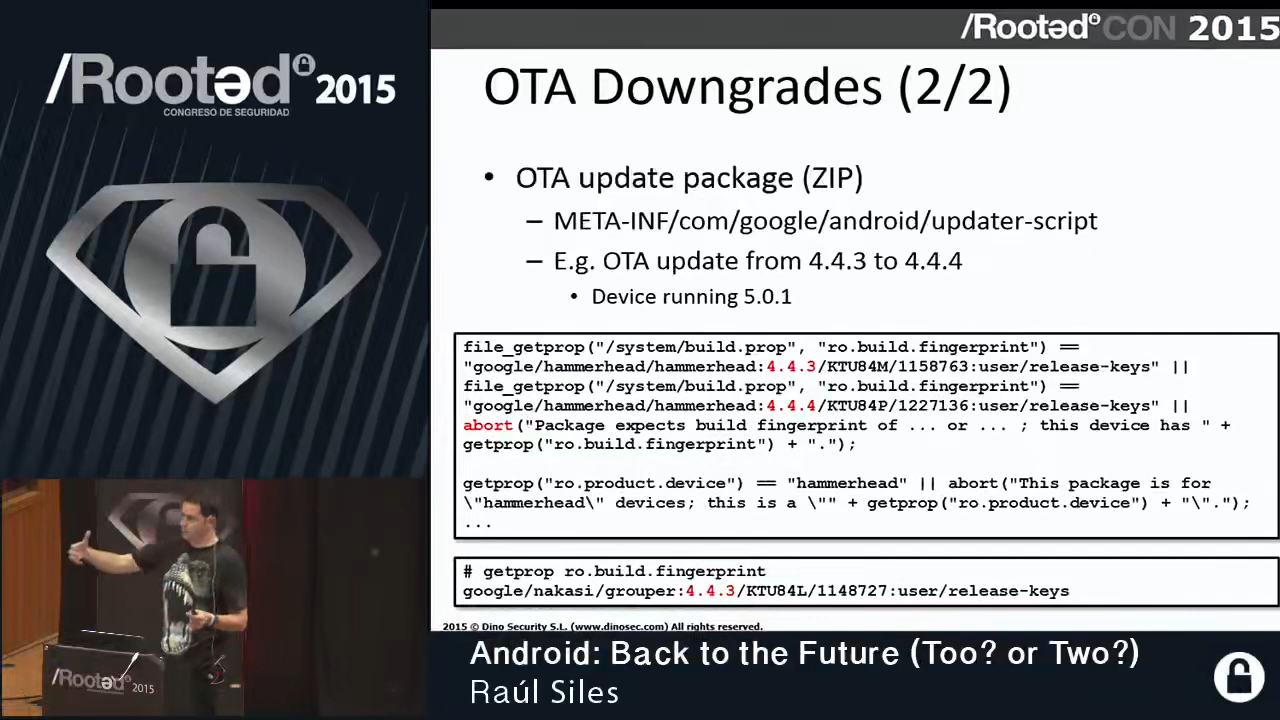 /Rootəd 2015
CONGRESO DE SEGURIDAD
/RootədCON 2015
OTA Downgrades (2/2)
• OTA update package (ZIP)
– META-INF/com/google/android/updater-script
– E.g. OTA update from 4.4.3 to 4.4.4
• Device running 5.0.1
file_getprop("/system/build.prop", "ro.build.fingerprint") ==
"google/hammerhead/hammerhead:4.4.3/KTU84M/1158763:user/release-keys" ||
file_getprop("/system/build.prop", "ro.build.fingerprint") ==
"google/hammerhead/hammerhead:4.4.4/KTU84P/1227136:user/release-keys" ||
abort("Package expects build fingerprint of ... or ... ; this device has " +
getprop("ro.build.fingerprint") + ".");
getprop("ro.product.device") == "hammerhead" || abort("This package is for
\"hammerhead\" devices; this is a \"" + getprop("ro.product.device") + "\".");
...
# getprop ro.build.fingerprint
google/nakasi/grouper:4.4.3/KTU84L/1148727:user/release-keys
2015 © Dino Security S.L. (www.dinosec.com) All rights reserved.
/Rootəd 2015
Android: Back to the Future (Too? or Two?)
Raúl Siles